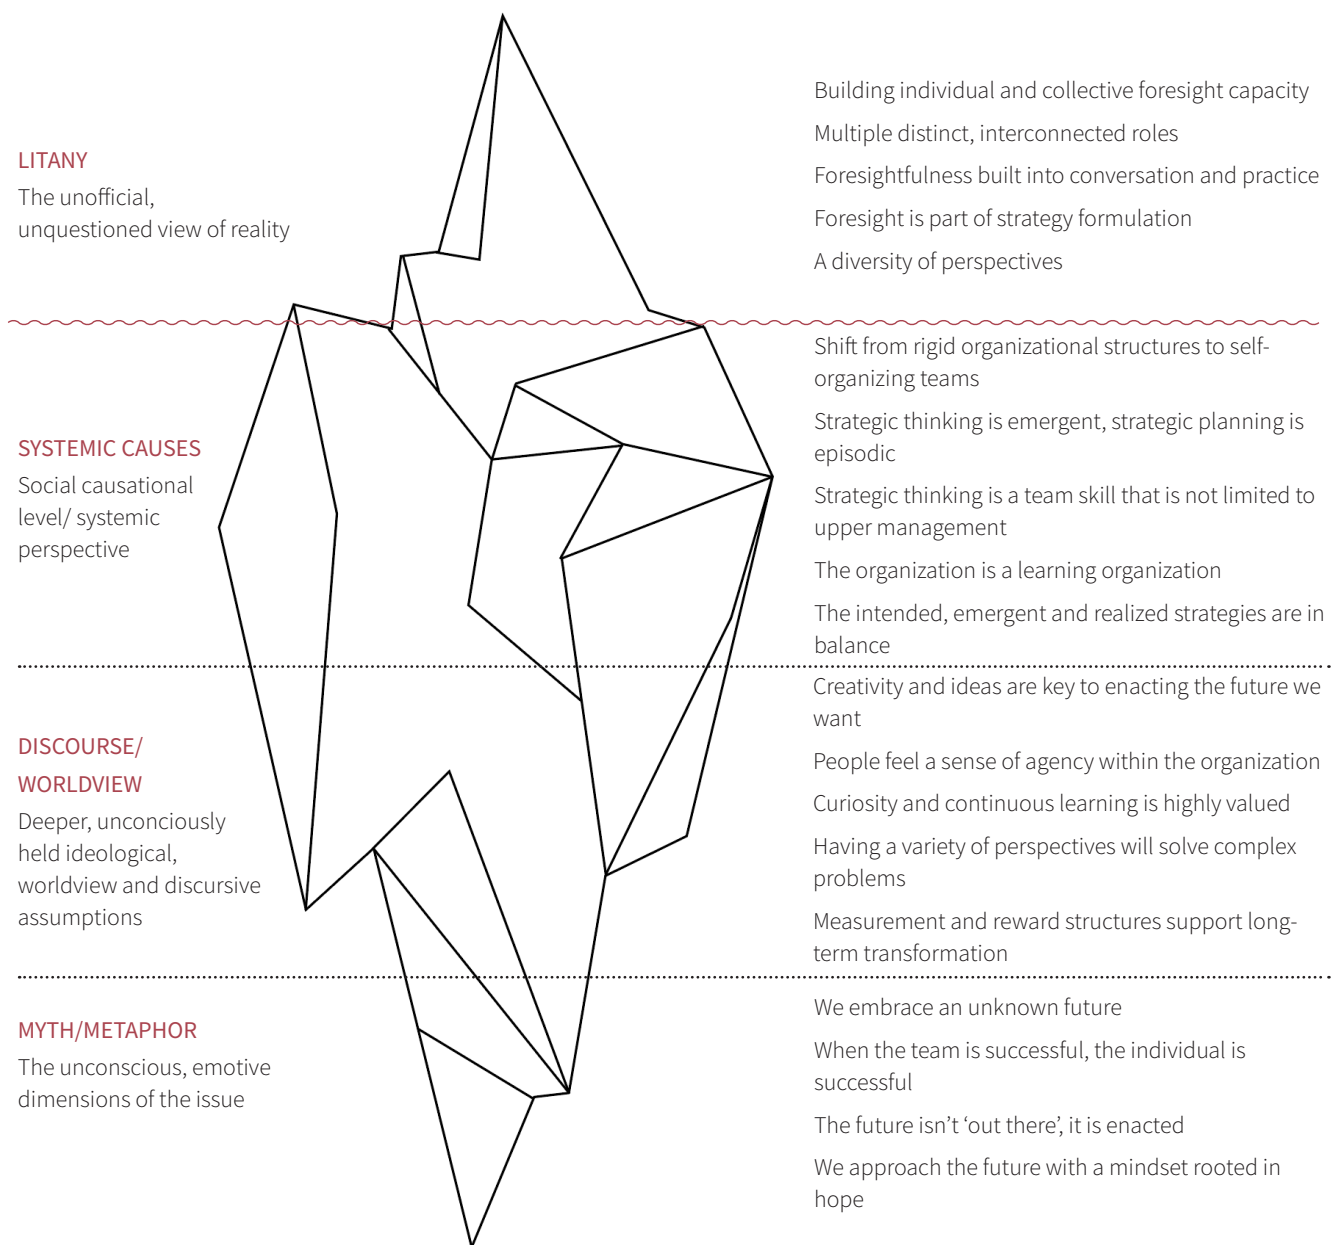 LITANY
The unofficial,
unquestioned view of reality
Building individual and collective foresight capacity
Multiple distinct, interconnected roles
Foresightfulness built into conversation and practice
Foresight is part of strategy formulation
A diversity of perspectives
SYSTEMIC CAUSES
Social causational
level/ systemic
perspective
Shift from rigid organizational structures to self-
organizing teams
Strategic thinking is emergent, strategic planning is
episodic
Strategic thinking is a team skill that is not limited to
upper management
The organization is a learning organization
The intended, emergent and realized strategies are in
balance
DISCOURSE/
WORLDVIEW
Deeper, unconciously
held ideological,
worldview and discursive
assumptions
Creativity and ideas are key to enacting the future we
want
People feel a sense of agency within the organization
Curiosity and continuous learning is highly valued
Having a variety of perspectives will solve complex
problems
Measurement and reward structures support long-
term transformation
MYTH/METAPHOR
The unconscious, emotive
dimensions of the issue
We embrace an unknown future
When the team is successful, the individual is
successful
The future isn’t ‘out there’, it is enacted
We approach the future with a mindset rooted in
hope